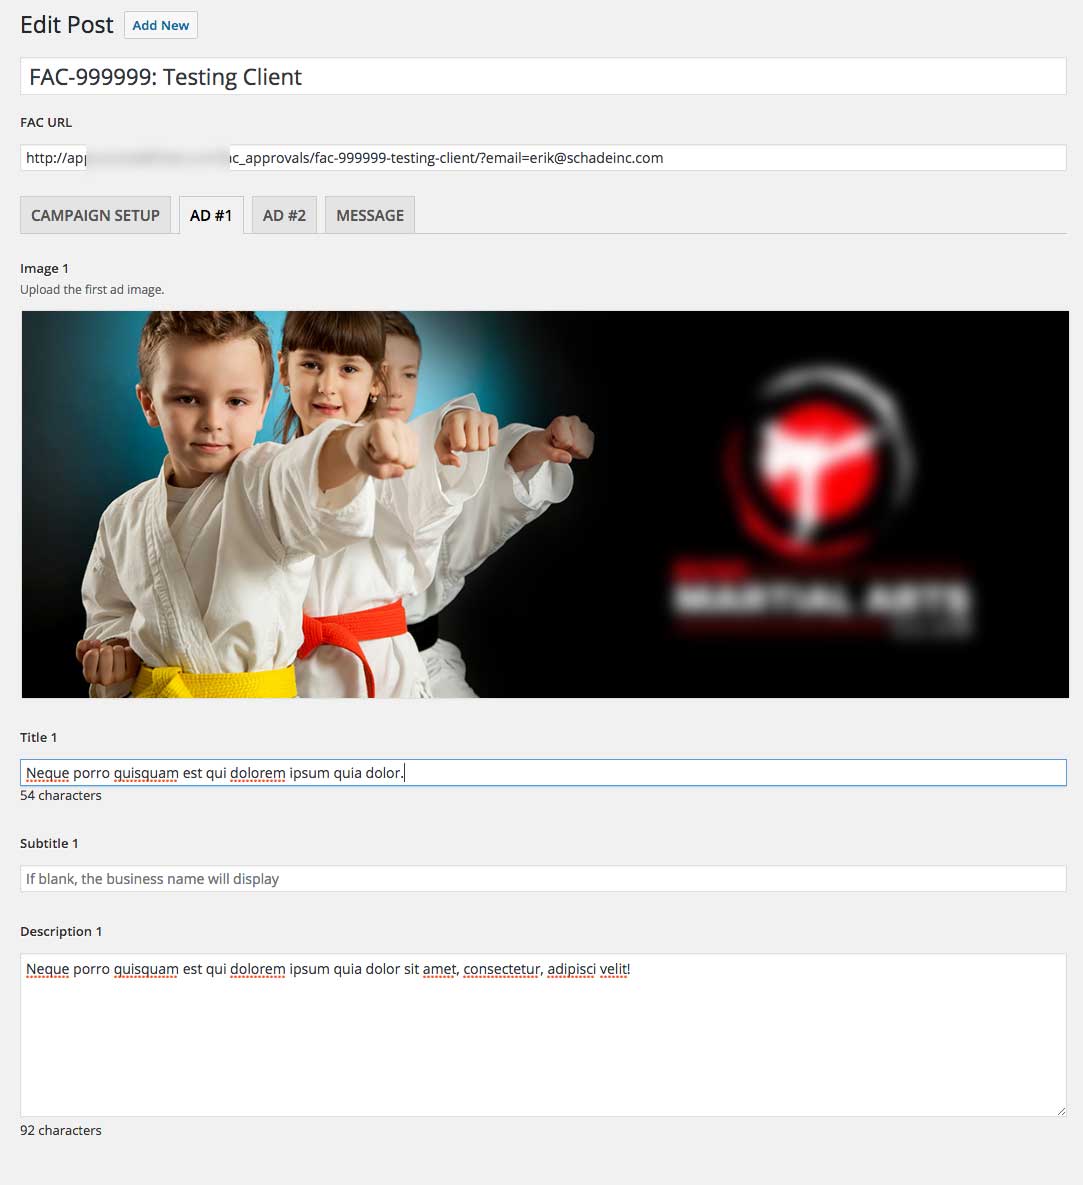 Edit Post Add New
FAC-999999: Testing Client
FAC URL
http://app c_approvals/fac-999999-testing-client/?email=erik@schadeinc.com
CAMPAIGN SETUP AD #1 AD #2 MESSAGE
Image 1
Upload the first ad image.
MARTIAL ARTS
Title 1
Neque porro quisquam est qui dolorem ipsum quia dolor.
54 characters
Subtitle 1
If blank, the business name will display
Description 1
Neque porro quisquam est qui dolorem ipsum quia dolor sit amet, consectetur, adipisci velit!
92 characters